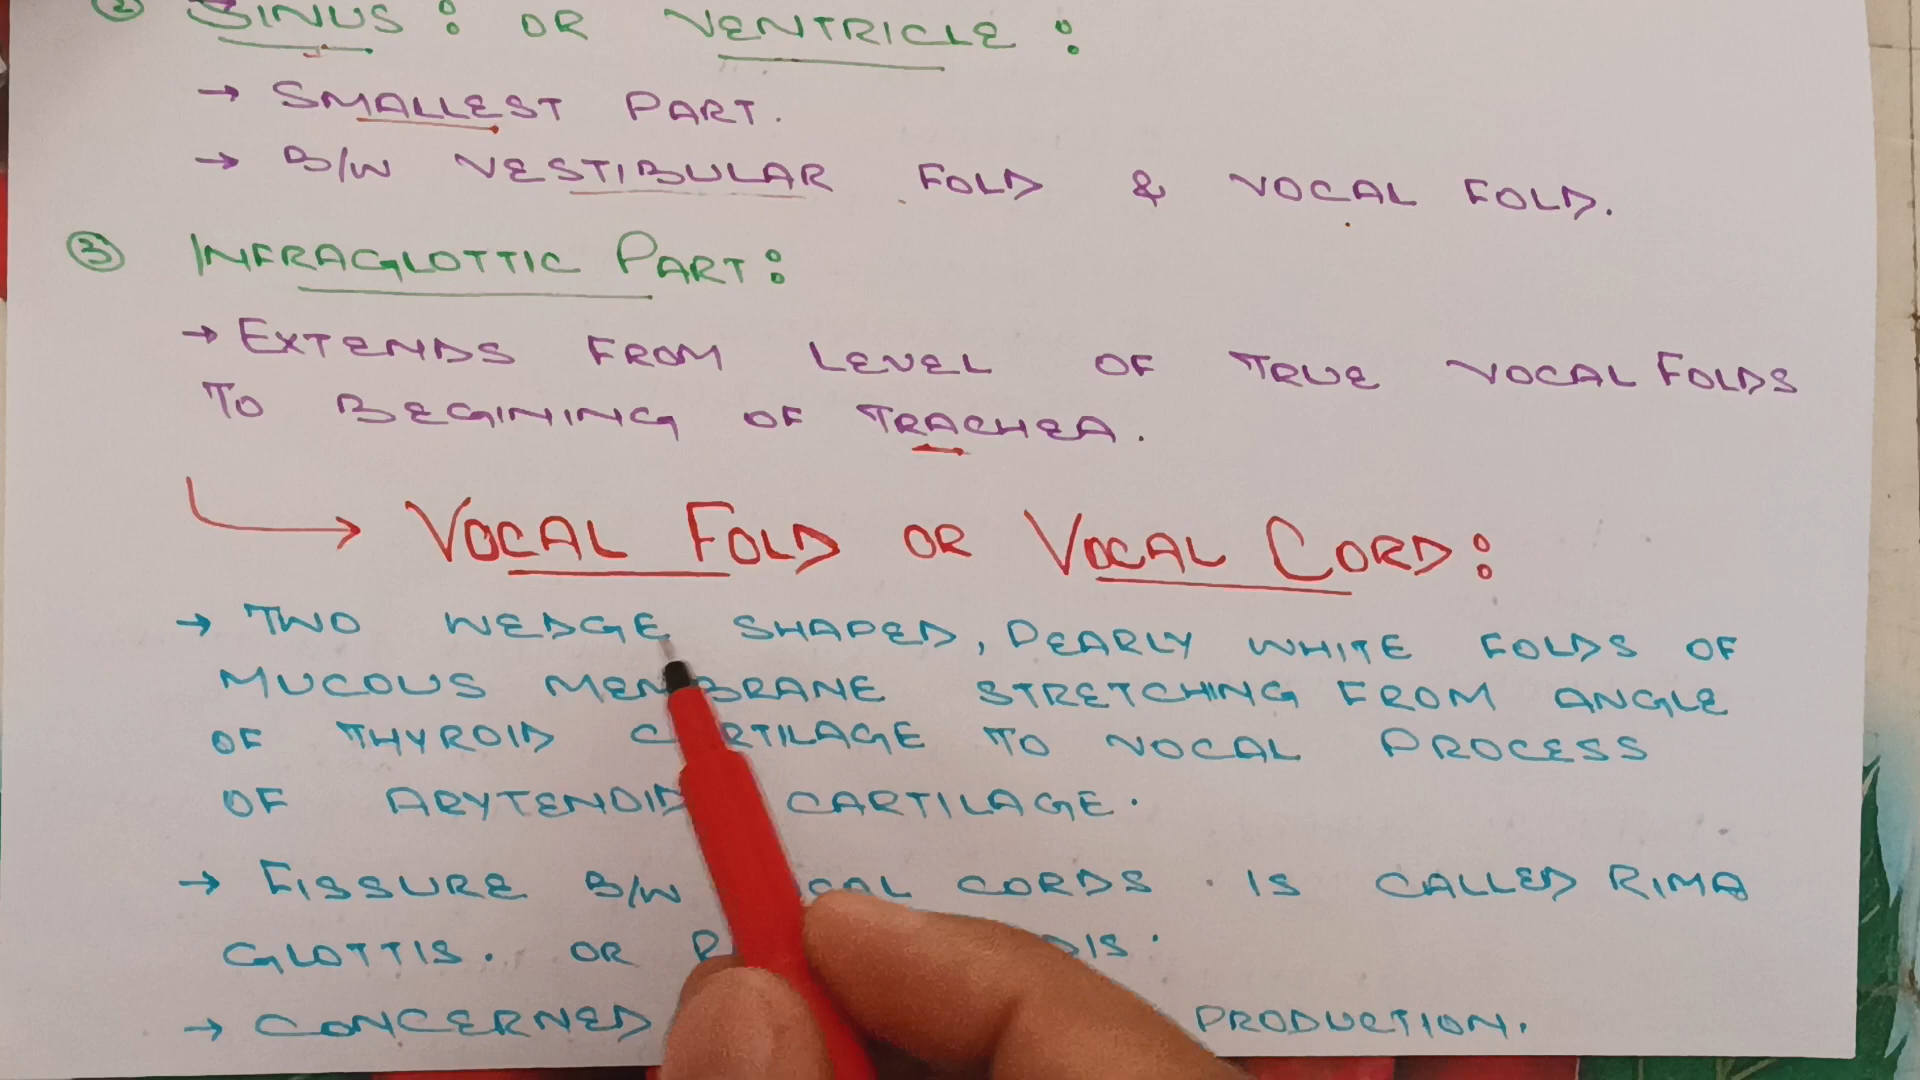 ② SINUS: OR VENTRICLE:
→ SMALLEST PART.
→ B/W VESTIBULAR FOLD & VOCAL FOLD.
③ INFRAGLOTTIC PART:
→ EXTENDS FROM LEVEL OF TRUE VOCAL FOLDS
TO BEGINING OF TRACHEA.
→ VOCAL FOLD OR VOCAL CORD:
→ TWO WEDGE SHAPED, PEARLY WHITE FOLDS OF
MUCOUS MEMBRANE STRETCHING FROM ANGLE
OF THYROID CARTILAGE TO VOCAL PROCESS
OF ARYTENOID CARTILAGE.
→ FISSURE B/W CORDS IS CALLED RIMA
GLOTTIS. OR
→ CONCERNED PRODUCTION.